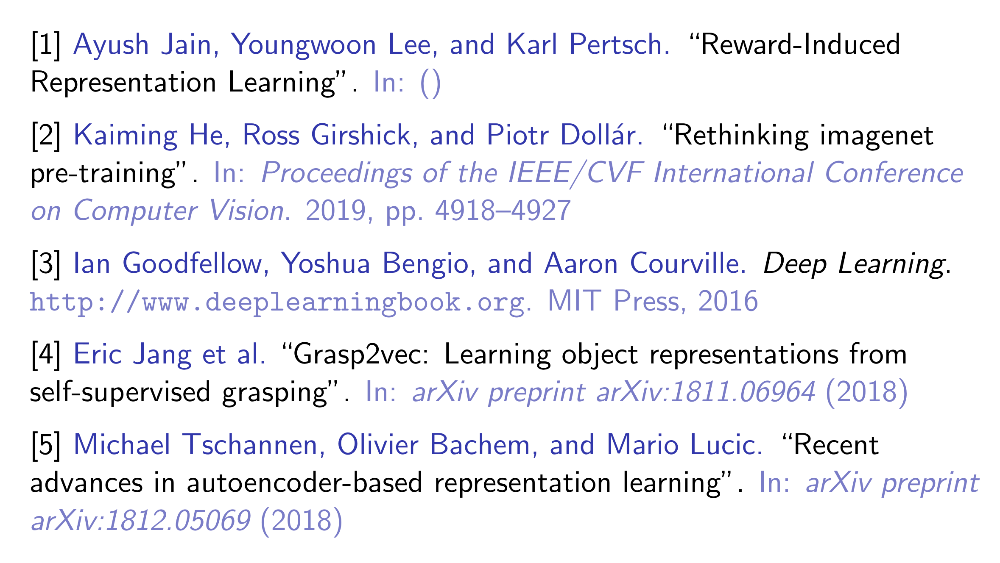 [1] Ayush Jain, Youngwoon Lee, and Karl Pertsch. “Reward-Induced
Representation Learning”. In: ()
[2] Kaiming He, Ross Girshick, and Piotr Dollár. “Rethinking imagenet
pre-training”. In: Proceedings of the IEEE/CVF International Conference
on Computer Vision. 2019, pp. 4918–4927
[3] Ian Goodfellow, Yoshua Bengio, and Aaron Courville. Deep Learning.
http://www.deeplearningbook.org. MIT Press, 2016
[4] Eric Jang et al. “Grasp2vec: Learning object representations from
self-supervised grasping”. In: arXiv preprint arXiv:1811.06964 (2018)
[5] Michael Tschannen, Olivier Bachem, and Mario Lucic. “Recent
advances in autoencoder-based representation learning”. In: arXiv preprint
arXiv:1812.05069 (2018)